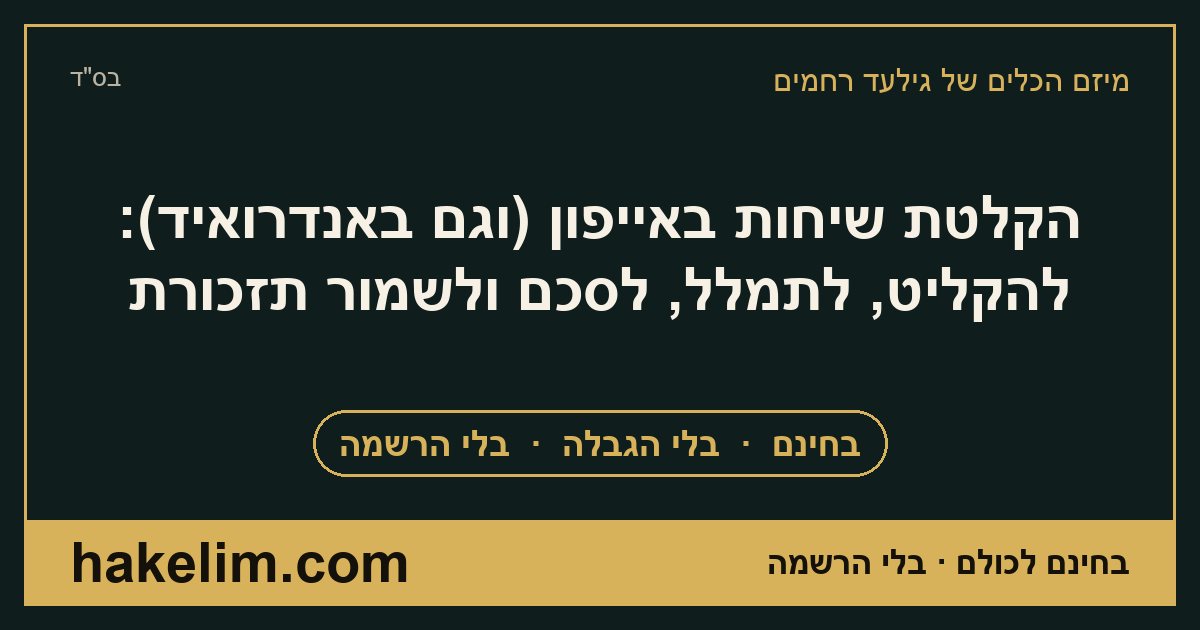 בס"ד
מיזם הכלים של גילעד רחמים
הקלטת שיחות באייפון (וגם באנדרואיד):
להקליט, לתמלל, לסכם ולשמור תזכורת
בחינם · בלי הגבלה · בלי הרשמה
בחינם לכולם · בלי הרשמה
hakelim.com